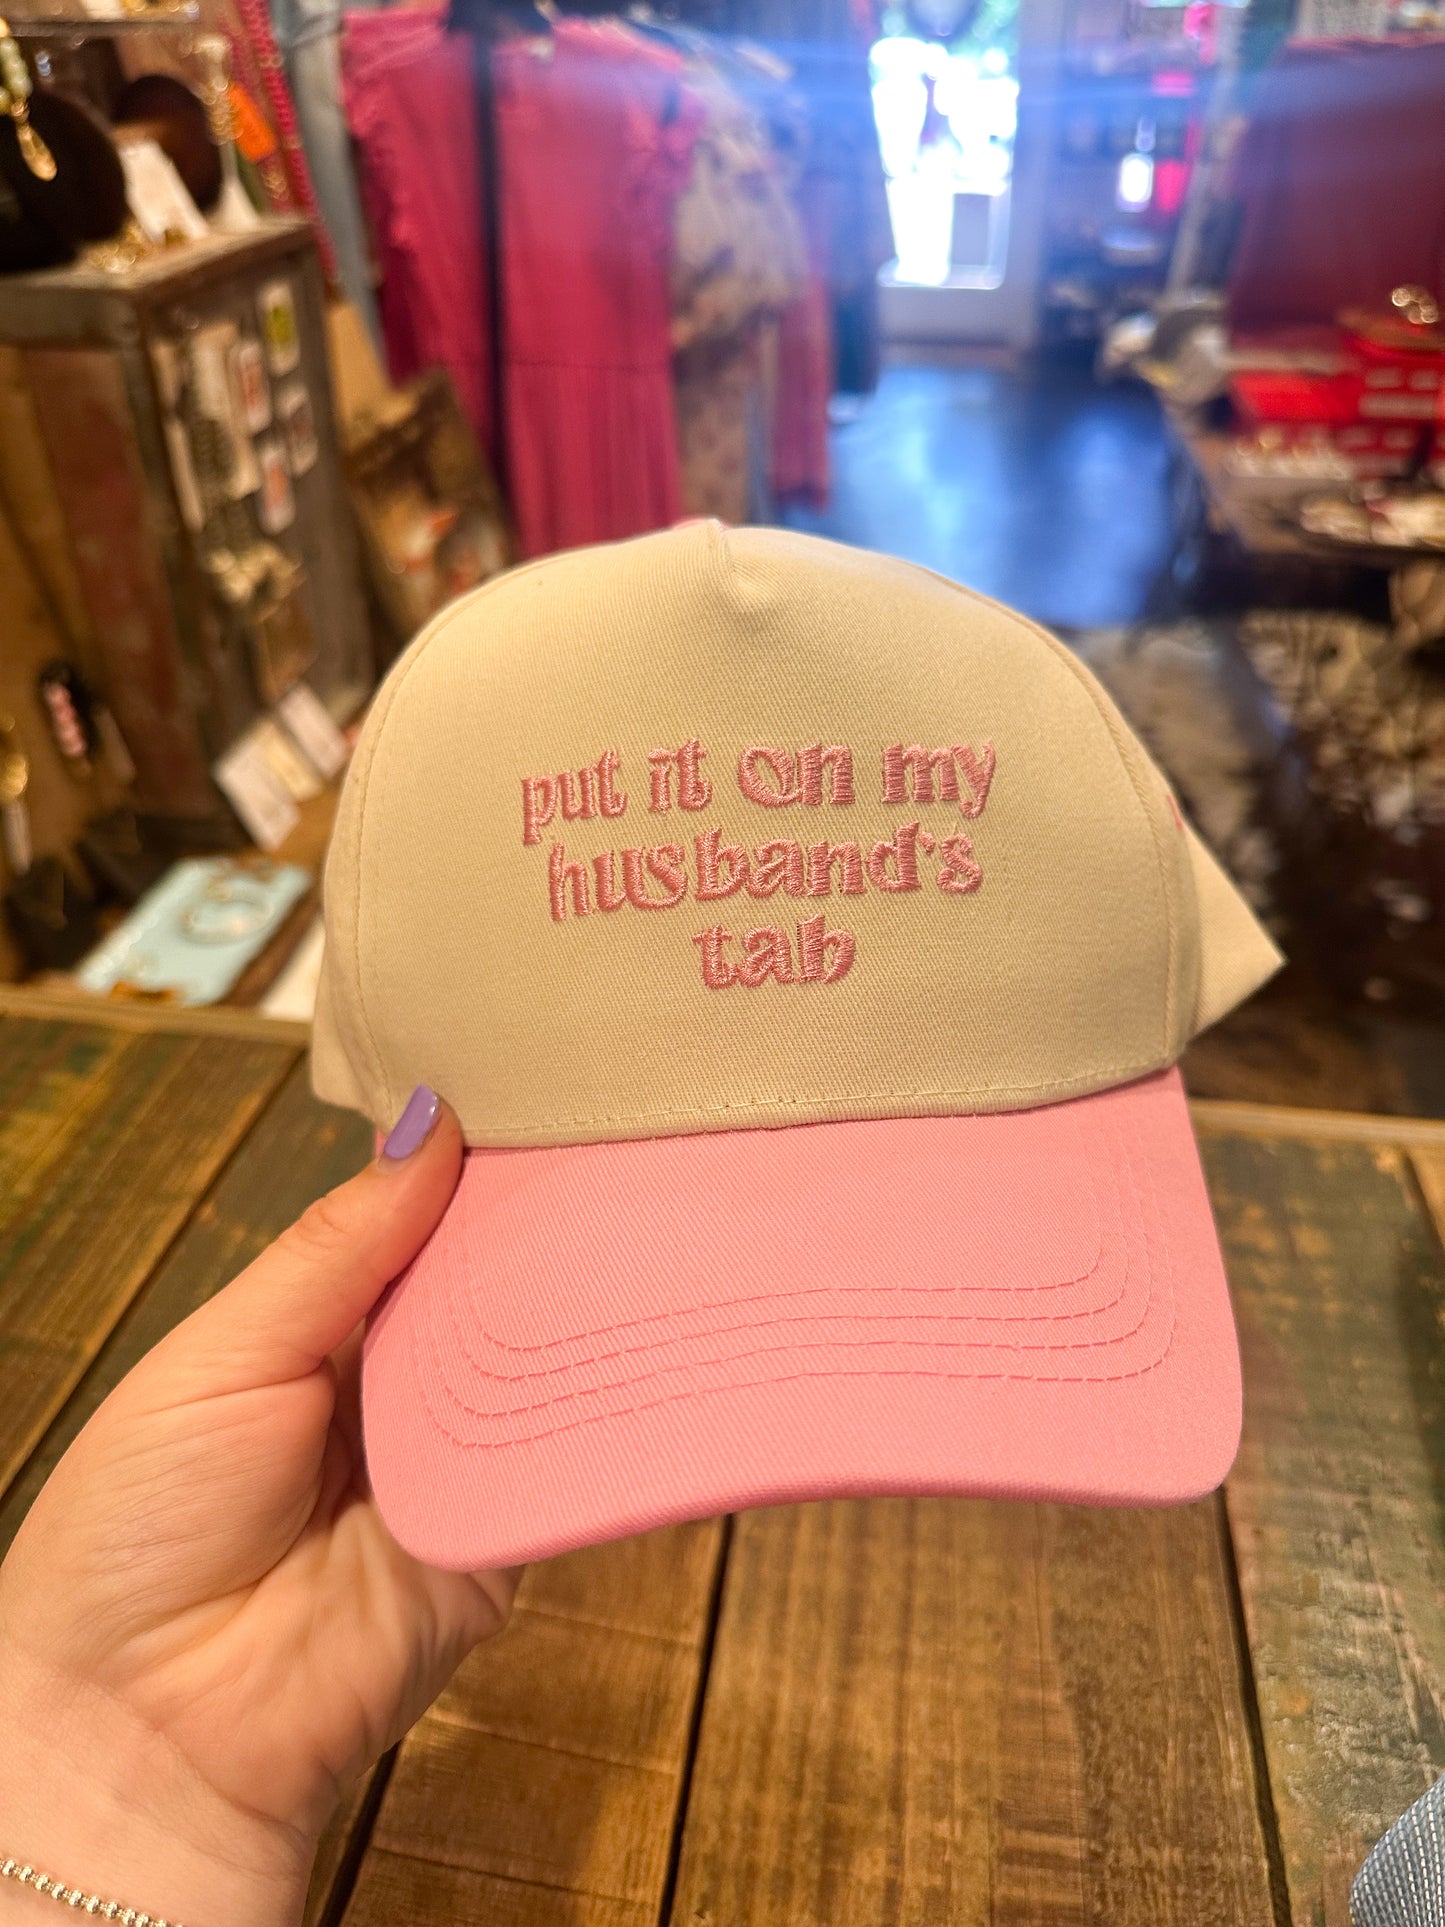 put it on my
husband's
tab